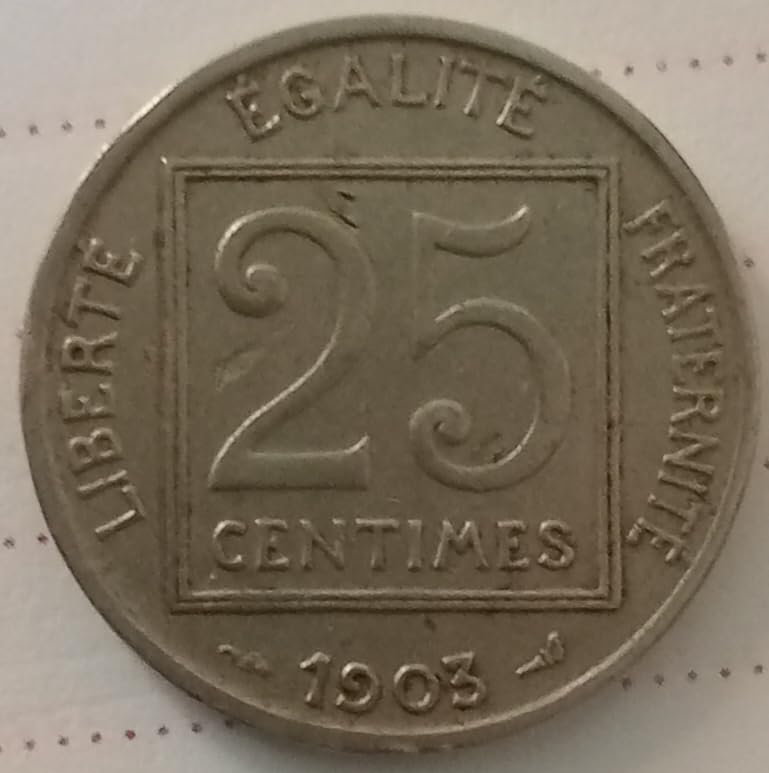 LIBERTÉ
ÉGALITÉ
FRATERNITÉ
25
CENTIMES
1903